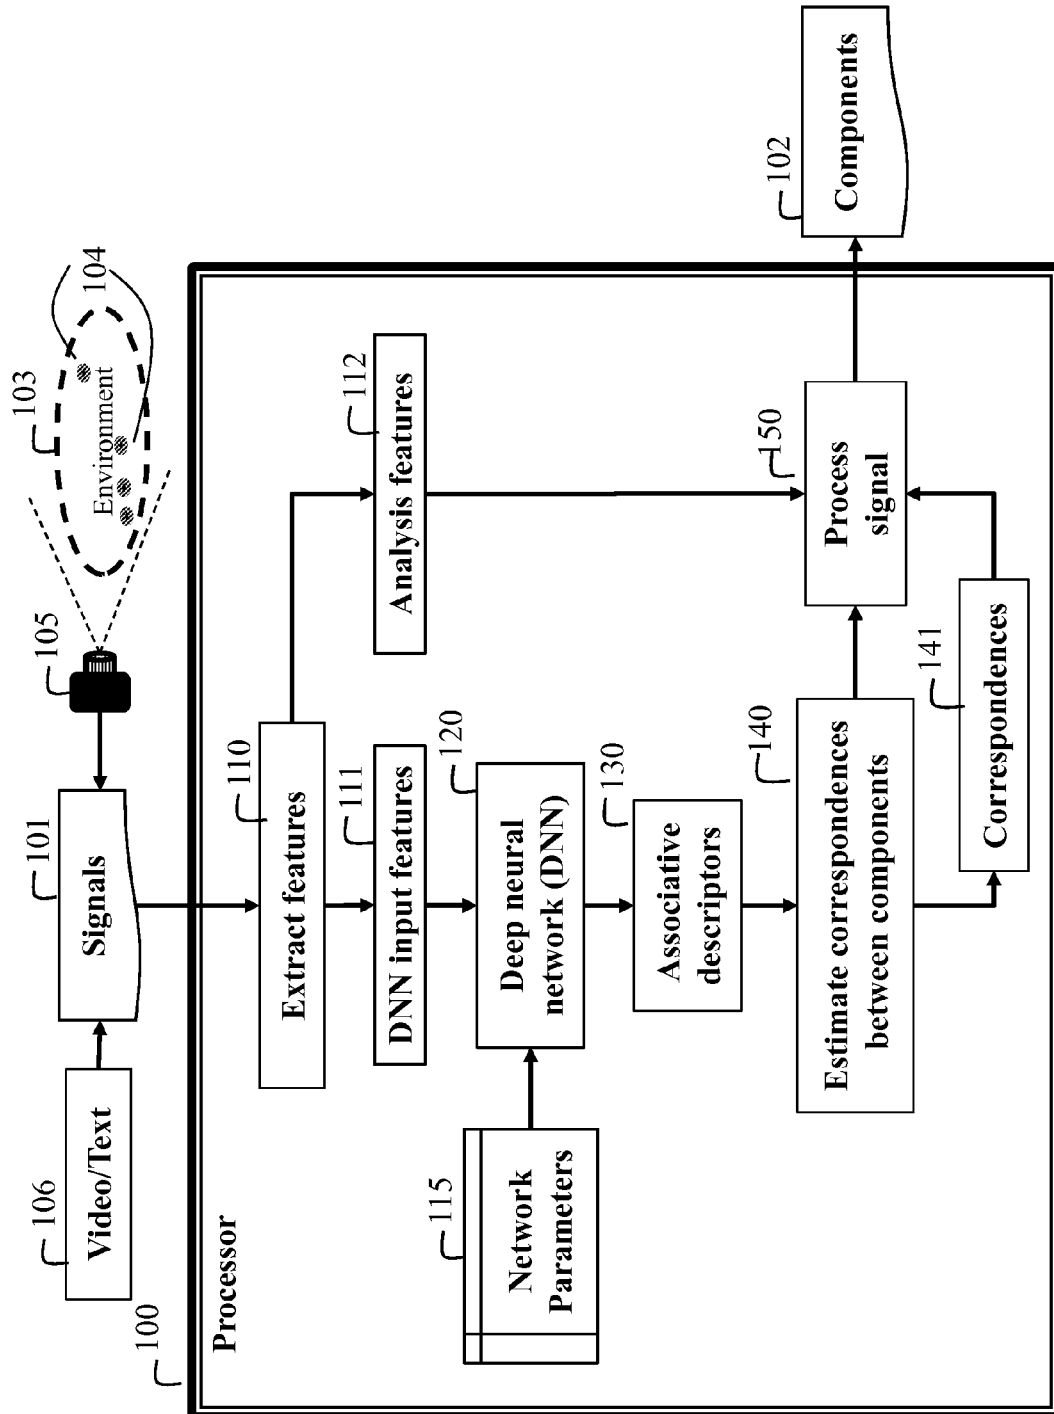 100
106
Video/Text
101
Signals
105
103
Environment
104
Processor
110
Extract features
111
DNN input features
112
Analysis features
115
Network
Parameters
120
Deep neural
network (DNN)
130
Associative
descriptors
140
Estimate correspondences
between components
150
Process
signal
141
Correspondences
102
Components